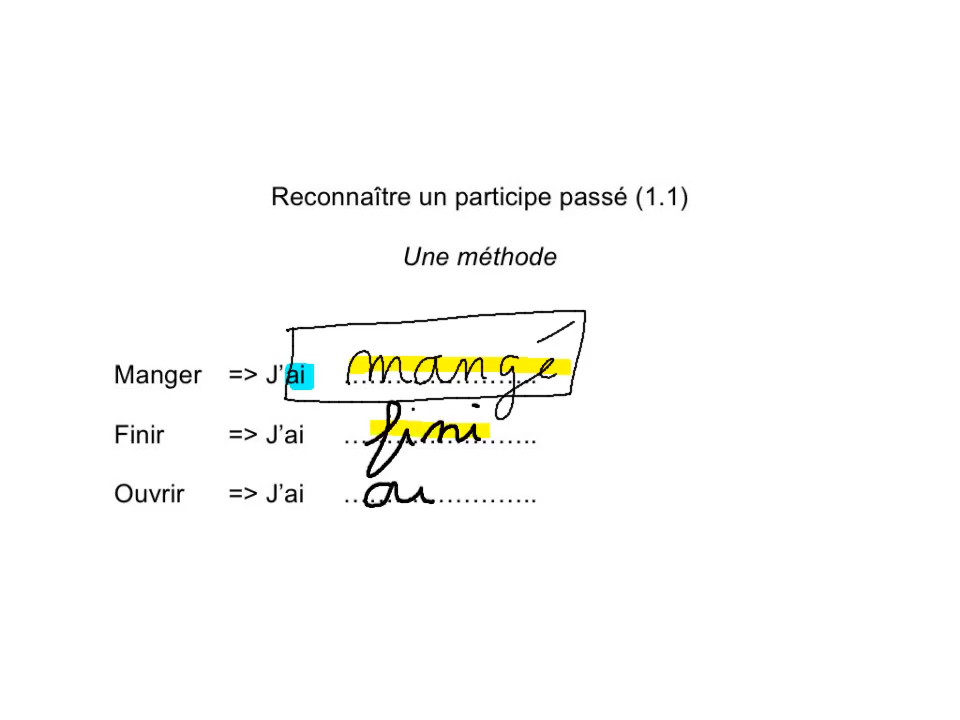 Reconnaître un participe passé (1.1)
Une méthode
Manger => J'ai mangé
Finir => J'ai fini
Ouvrir => J'ai ou